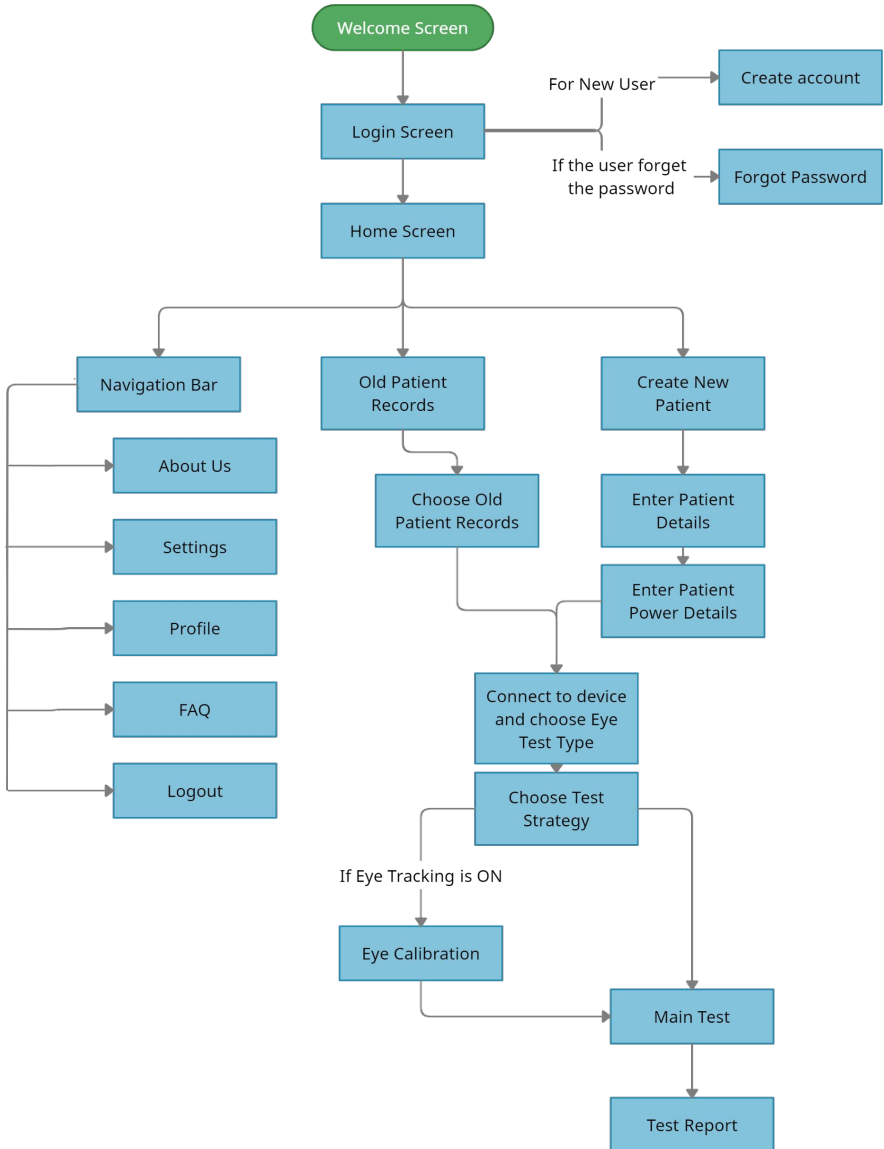 Welcome Screen
For New User
Create account
Login Screen
If the user forget
the password
Forgot Password
Home Screen
Navigation Bar
Old Patient
Records
Create New
Patient
About Us
Choose Old
Patient Records
Enter Patient
Details
Settings
Enter Patient
Power Details
Profile
FAQ
Connect to device
and choose Eye
Test Type
Logout
Choose Test
Strategy
If Eye Tracking is ON
Eye Calibration
Main Test
Test Report